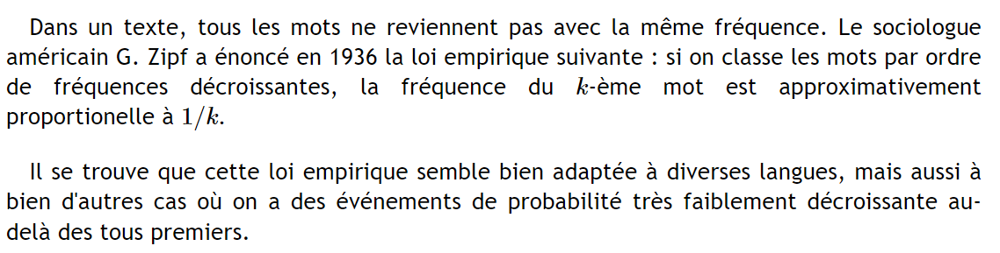 Dans un texte, tous les mots ne reviennent pas avec la même fréquence. Le sociologue
américain G. Zipf a énoncé en 1936 la loi empirique suivante : si on classe les mots par ordre
de fréquences décroissantes, la fréquence du k-ème mot est approximativement
proportionelle à 1/k.
Il se trouve que cette loi empirique semble bien adaptée à diverses langues, mais aussi à
bien d'autres cas où on a des événements de probabilité très faiblement décroissante au-
delà des tous premiers.